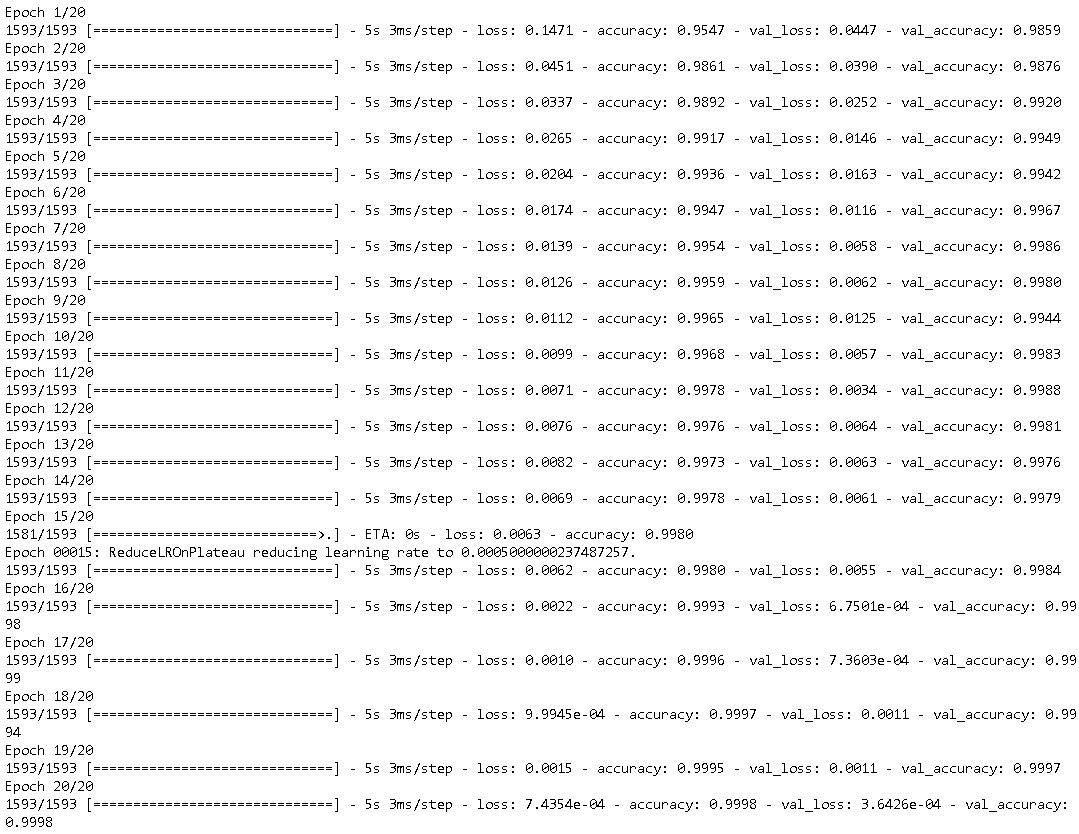 Epoch 1/20
1593/1593 [==============================] - 5s 3ms/step - loss: 0.1471 - accuracy: 0.9547 - val_loss: 0.0447 - val_accuracy: 0.9859
Epoch 2/20
1593/1593 [==============================] - 5s 3ms/step - loss: 0.0451 - accuracy: 0.9861 - val_loss: 0.0390 - val_accuracy: 0.9876
Epoch 3/20
1593/1593 [==============================] - 5s 3ms/step - loss: 0.0337 - accuracy: 0.9892 - val_loss: 0.0252 - val_accuracy: 0.9920
Epoch 4/20
1593/1593 [==============================] - 5s 3ms/step - loss: 0.0265 - accuracy: 0.9917 - val_loss: 0.0146 - val_accuracy: 0.9949
Epoch 5/20
1593/1593 [==============================] - 5s 3ms/step - loss: 0.0204 - accuracy: 0.9936 - val_loss: 0.0163 - val_accuracy: 0.9942
Epoch 6/20
1593/1593 [==============================] - 5s 3ms/step - loss: 0.0174 - accuracy: 0.9947 - val_loss: 0.0116 - val_accuracy: 0.9967
Epoch 7/20
1593/1593 [==============================] - 5s 3ms/step - loss: 0.0139 - accuracy: 0.9954 - val_loss: 0.0058 - val_accuracy: 0.9986
Epoch 8/20
1593/1593 [==============================] - 5s 3ms/step - loss: 0.0126 - accuracy: 0.9959 - val_loss: 0.0062 - val_accuracy: 0.9980
Epoch 9/20
1593/1593 [==============================] - 5s 3ms/step - loss: 0.0112 - accuracy: 0.9965 - val_loss: 0.0125 - val_accuracy: 0.9944
Epoch 10/20
1593/1593 [==============================] - 5s 3ms/step - loss: 0.0099 - accuracy: 0.9968 - val_loss: 0.0057 - val_accuracy: 0.9983
Epoch 11/20
1593/1593 [==============================] - 5s 3ms/step - loss: 0.0071 - accuracy: 0.9978 - val_loss: 0.0034 - val_accuracy: 0.9988
Epoch 12/20
1593/1593 [==============================] - 5s 3ms/step - loss: 0.0076 - accuracy: 0.9976 - val_loss: 0.0064 - val_accuracy: 0.9981
Epoch 13/20
1593/1593 [==============================] - 5s 3ms/step - loss: 0.0082 - accuracy: 0.9973 - val_loss: 0.0063 - val_accuracy: 0.9976
Epoch 14/20
1593/1593 [==============================] - 5s 3ms/step - loss: 0.0069 - accuracy: 0.9978 - val_loss: 0.0061 - val_accuracy: 0.9979
Epoch 15/20
1581/1593 [============================>.] - ETA: 0s - loss: 0.0063 - accuracy: 0.9980
Epoch 00015: ReduceLROnPlateau reducing learning rate to 0.0005000000237487257.
1593/1593 [==============================] - 5s 3ms/step - loss: 0.0062 - accuracy: 0.9980 - val_loss: 0.0055 - val_accuracy: 0.9984
Epoch 16/20
1593/1593 [==============================] - 5s 3ms/step - loss: 0.0022 - accuracy: 0.9993 - val_loss: 6.7501e-04 - val_accuracy: 0.99
98
Epoch 17/20
1593/1593 [==============================] - 5s 3ms/step - loss: 0.0010 - accuracy: 0.9996 - val_loss: 7.3603e-04 - val_accuracy: 0.99
99
Epoch 18/20
1593/1593 [==============================] - 5s 3ms/step - loss: 9.9945e-04 - accuracy: 0.9997 - val_loss: 0.0011 - val_accuracy: 0.99
94
Epoch 19/20
1593/1593 [==============================] - 5s 3ms/step - loss: 0.0015 - accuracy: 0.9995 - val_loss: 0.0011 - val_accuracy: 0.9997
Epoch 20/20
1593/1593 [==============================] - 5s 3ms/step - loss: 7.4354e-04 - accuracy: 0.9998 - val_loss: 3.6426e-04 - val_accuracy:
0.9998